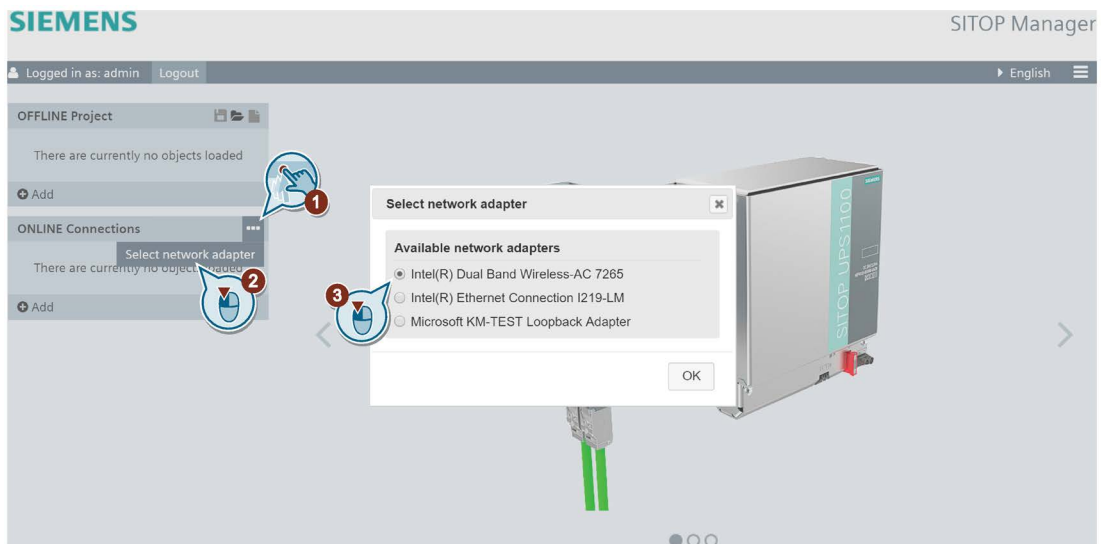 SIEMENS
SITOP Manager
Logged in as: admin Logout
English
OFFLINE Project
There are currently no objects loaded
Add
1
ONLINE Connections
Select network adapter
There are currently no objects loaded
2
Add
Select network adapter
Available network adapters
Intel(R) Dual Band Wireless-AC 7265
3
Intel(R) Ethernet Connection I219-LM
Microsoft KM-TEST Loopback Adapter
OK
SIEMENS
SITOP UPS1100